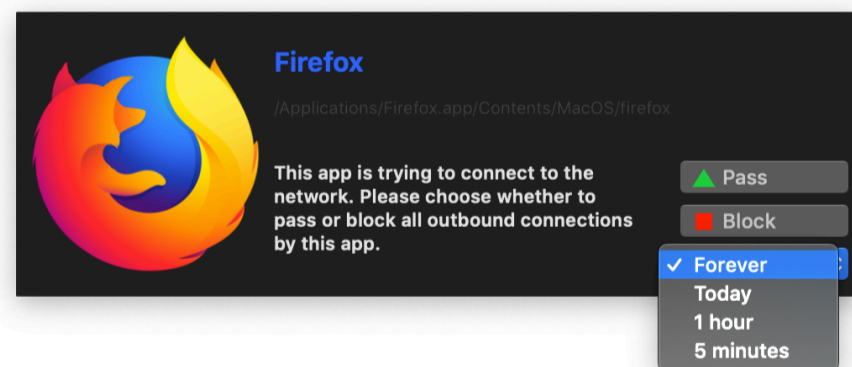 Firefox
/Applications/Firefox.app/Contents/MacOS/firefox
This app is trying to connect to the
network. Please choose whether to
pass or block all outbound connections
by this app.
Pass
Block
Forever
Today
1 hour
5 minutes